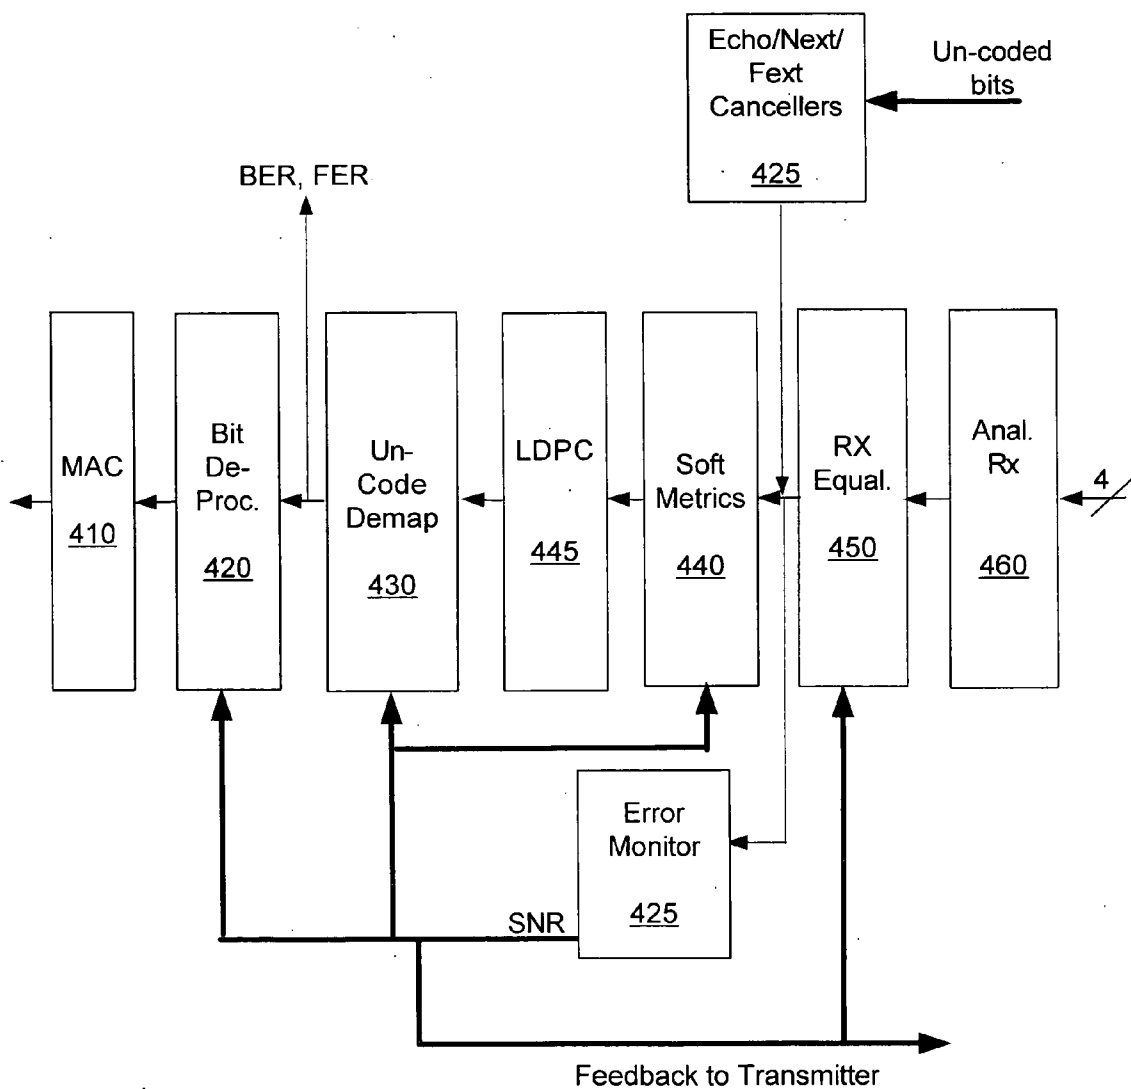 Echo/Next/
Fext
Cancellers
425
Un-coded
bits
BER, FER
MAC
410
Bit
De-
Proc.
420
Un-
Code
Demap
430
LDPC
445
Soft
Metrics
440
RX
Equal.
450
Anal.
Rx
460
4
Error
Monitor
425
SNR
Feedback to Transmitter